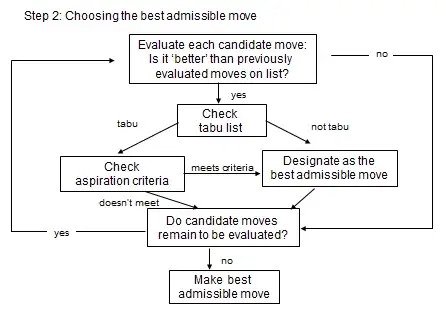 Step 2: Choosing the best admissible move
Evaluate each candidate move:
Is it ‘better’ than previously
evaluated moves on list?
no
yes
Check
tabu list
tabu
not tabu
Check
aspiration criteria
meets criteria
Designate as the
best admissible move
doesn't meet
Do candidate moves
remain to be evaluated?
yes
no
Make best
admissible move